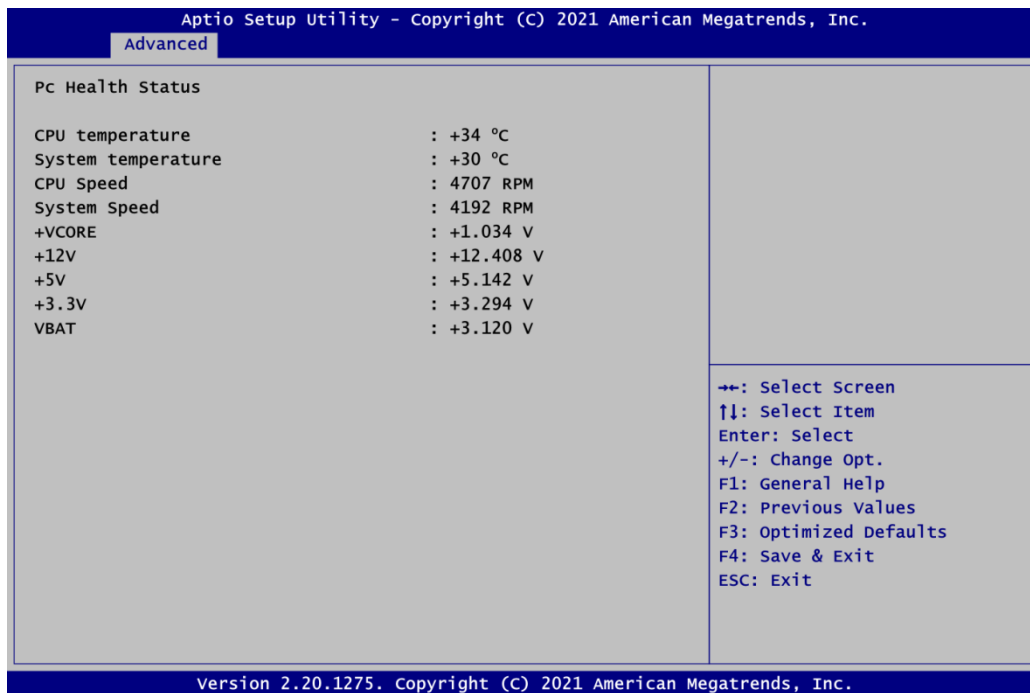 Aptio Setup Utility – Copyright (C) 2021 American Megatrends, Inc.
Advanced
Pc Health Status
CPU temperature : +34 ºC
System temperature : +30 ºC
CPU Speed : 4707 RPM
System Speed : 4192 RPM
+VCORE : +1.034 V
+12V : +12.408 V
+5V : +5.142 V
+3.3V : +3.294 V
VBAT : +3.120 V
→←: Select Screen
↑↓: Select Item
Enter: Select
+/-: Change Opt.
F1: General Help
F2: Previous Values
F3: Optimized Defaults
F4: Save & Exit
ESC: Exit
Version 2.20.1275. Copyright (C) 2021 American Megatrends, Inc.